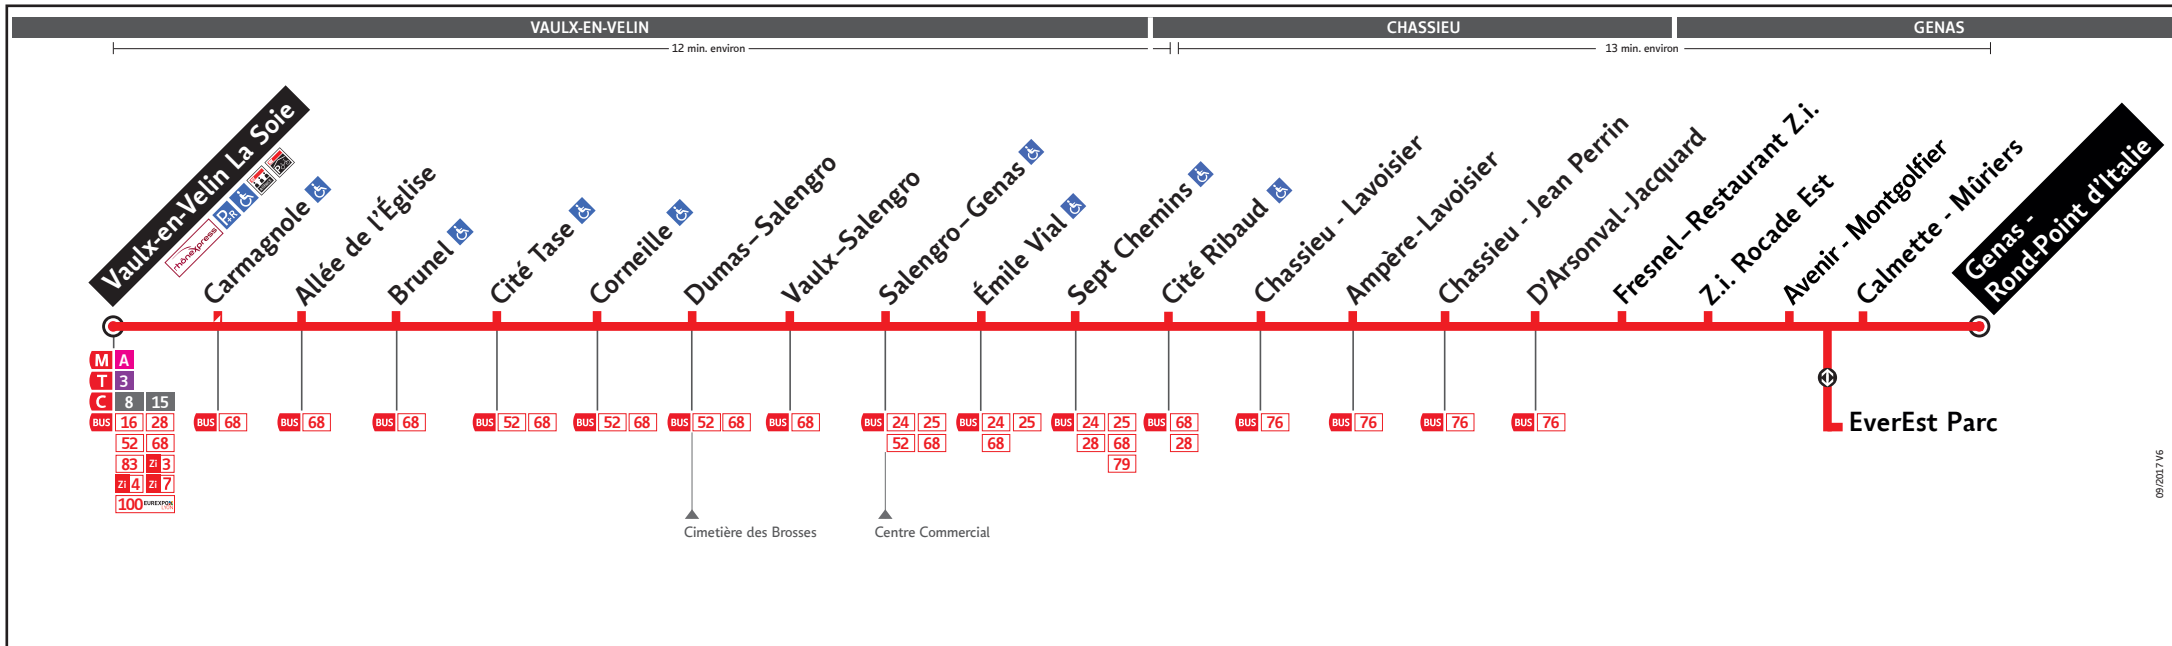 VAULX-EN-VELIN
CHASSIEU
GENAS
12 min. environ
13 min. environ
Vaulx-en-Velin La Soie
rhônexpress
P+R
Carmagnole
Allée de l'Église
Brunel
Cité Tase
Corneille
Dumas–Salengro
Vaulx–Salengro
Salengro–Genas
Émile Vial
Sept Chemins
Cité Ribaud
Chassieu - Lavoisier
Ampère-Lavoisier
Chassieu - Jean Perrin
D'Arsonval-Jacquard
Fresnel–Restaurant Z.i.
Z.i. Rocade Est
Avenir - Montgolfier
Calmette - Mûriers
Genas -
Rond-Point d'Italie
M A
T 3
C 8 15
BUS 16 28
52 68
83 Zi 3
Zi 4 Zi 7
100 EUREXPO LYON
BUS 68
BUS 68
BUS 68
BUS 52 68
BUS 52 68
BUS 52 68
BUS 68
BUS 24 25
52 68
BUS 24 25
68
BUS 24 25
28 68
79
BUS 68
28
BUS 76
BUS 76
BUS 76
BUS 76
EverEst Parc
Cimetière des Brosses
Centre Commercial
09/2017 V6